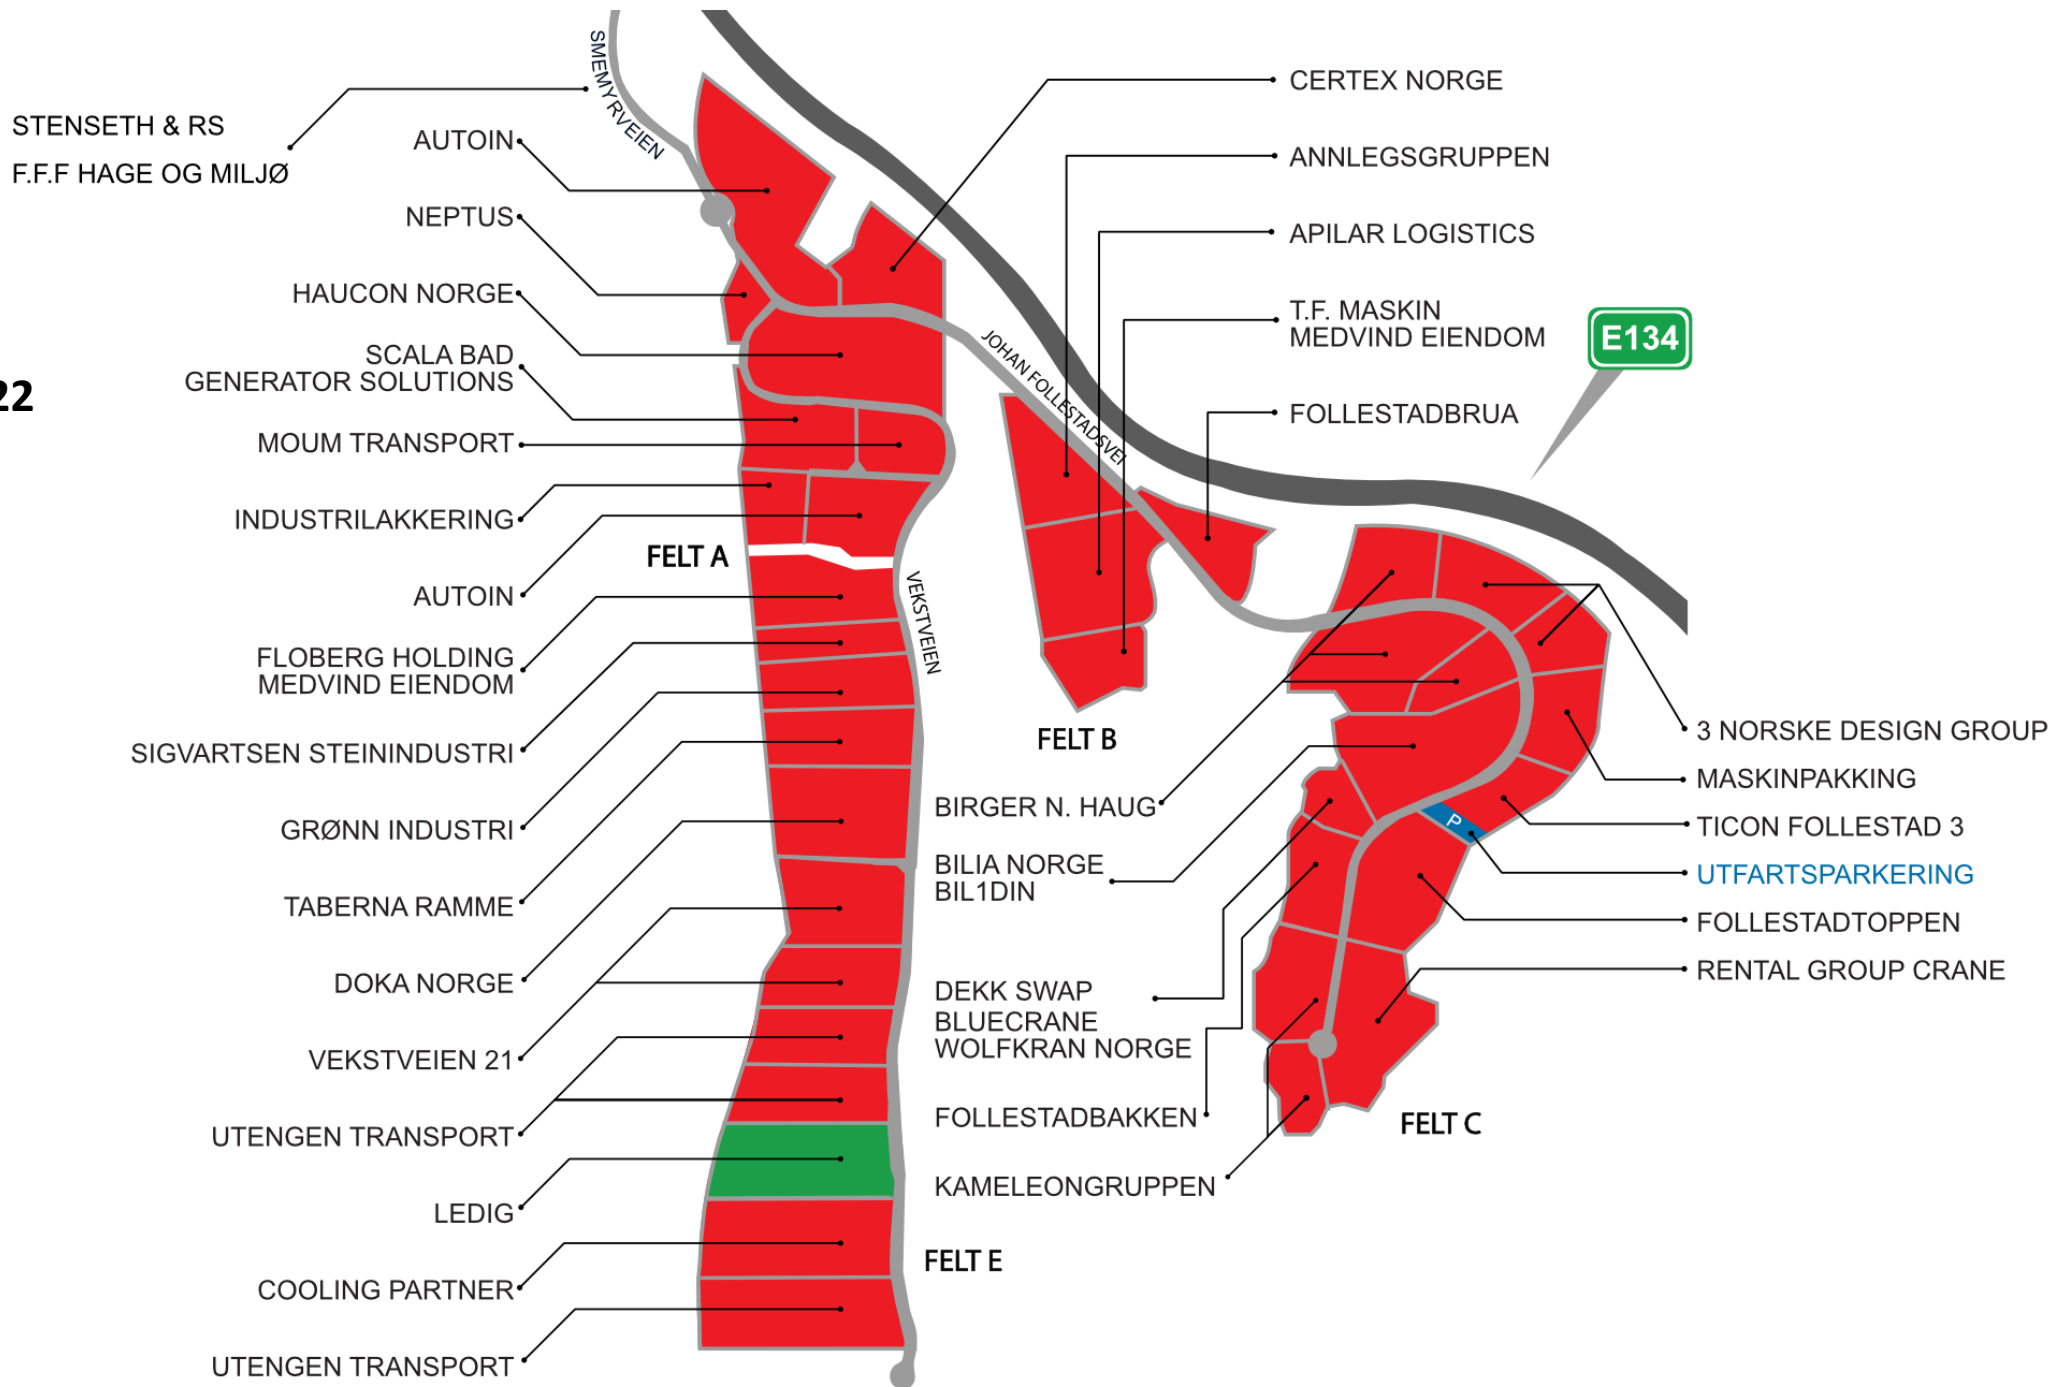 SMEMYRVEIEN
STENSETH & RS
F.F.F HAGE OG MILJØ
AUTOIN
NEPTUS
HAUCON NORGE
SCALA BAD
GENERATOR SOLUTIONS
22
MOUM TRANSPORT
INDUSTRILAKKERING
FELT A
AUTOIN
FLOBERG HOLDING
MEDVIND EIENDOM
SIGVARTSEN STEININDUSTRI
GRØNN INDUSTRI
TABERNA RAMME
DOKA NORGE
VEKSTVEIEN 21
UTENGEN TRANSPORT
LEDIG
COOLING PARTNER
UTENGEN TRANSPORT
VEKSTVEIEN
FELT E
CERTEX NORGE
ANNLEGSGRUPPEN
APILAR LOGISTICS
T.F. MASKIN
MEDVIND EIENDOM
E134
JOHAN FOLLESTADSVEI
FOLLESTADBRUA
FELT B
BIRGER N. HAUG
BILIA NORGE
BIL1DIN
DEKK SWAP
BLUECRANE
WOLFKRAN NORGE
FOLLESTADBAKKEN
KAMELEONGRUPPEN
FELT C
P
3 NORSKE DESIGN GROUP
MASKINPAKKING
TICON FOLLESTAD 3
UTFARTSPARKERING
FOLLESTADTOPPEN
RENTAL GROUP CRANE